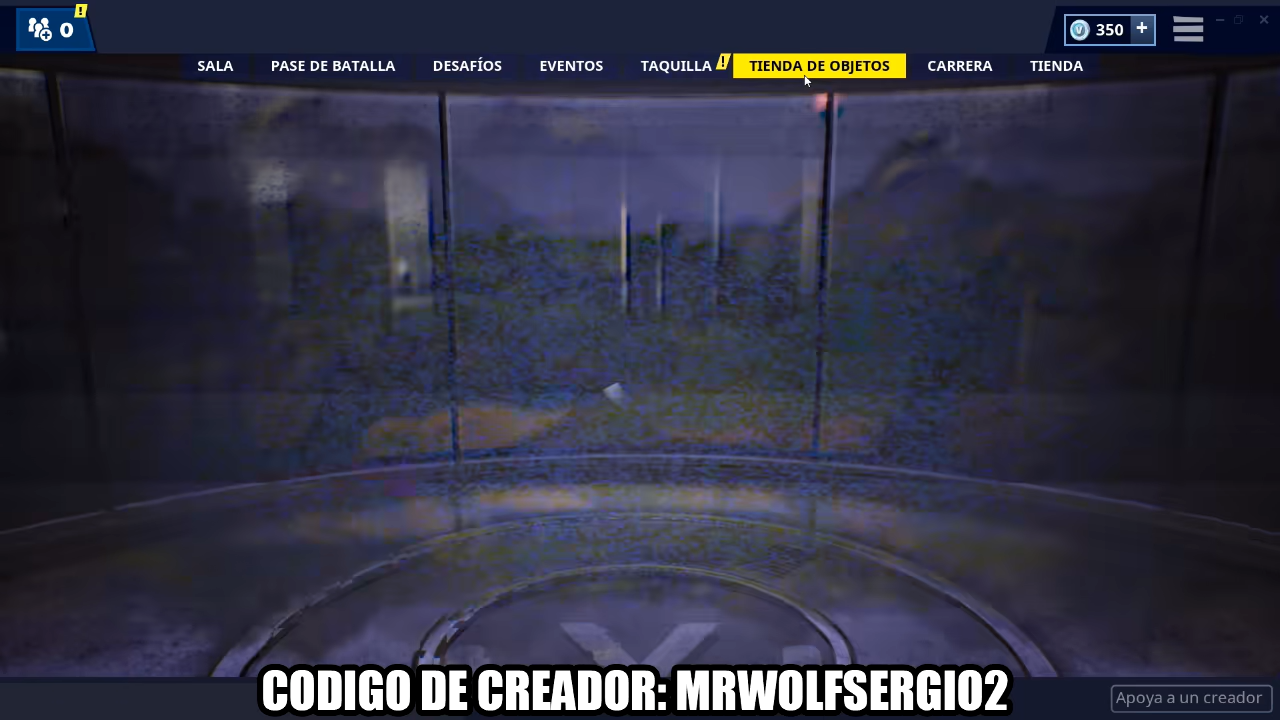 0
!
350 +
SALA PASE DE BATALLA DESAFÍOS EVENTOS TAQUILLA ! TIENDA DE OBJETOS CARRERA TIENDA
CODIGO DE CREADOR: MRWOLFSERGIO2
Apoya a un creador